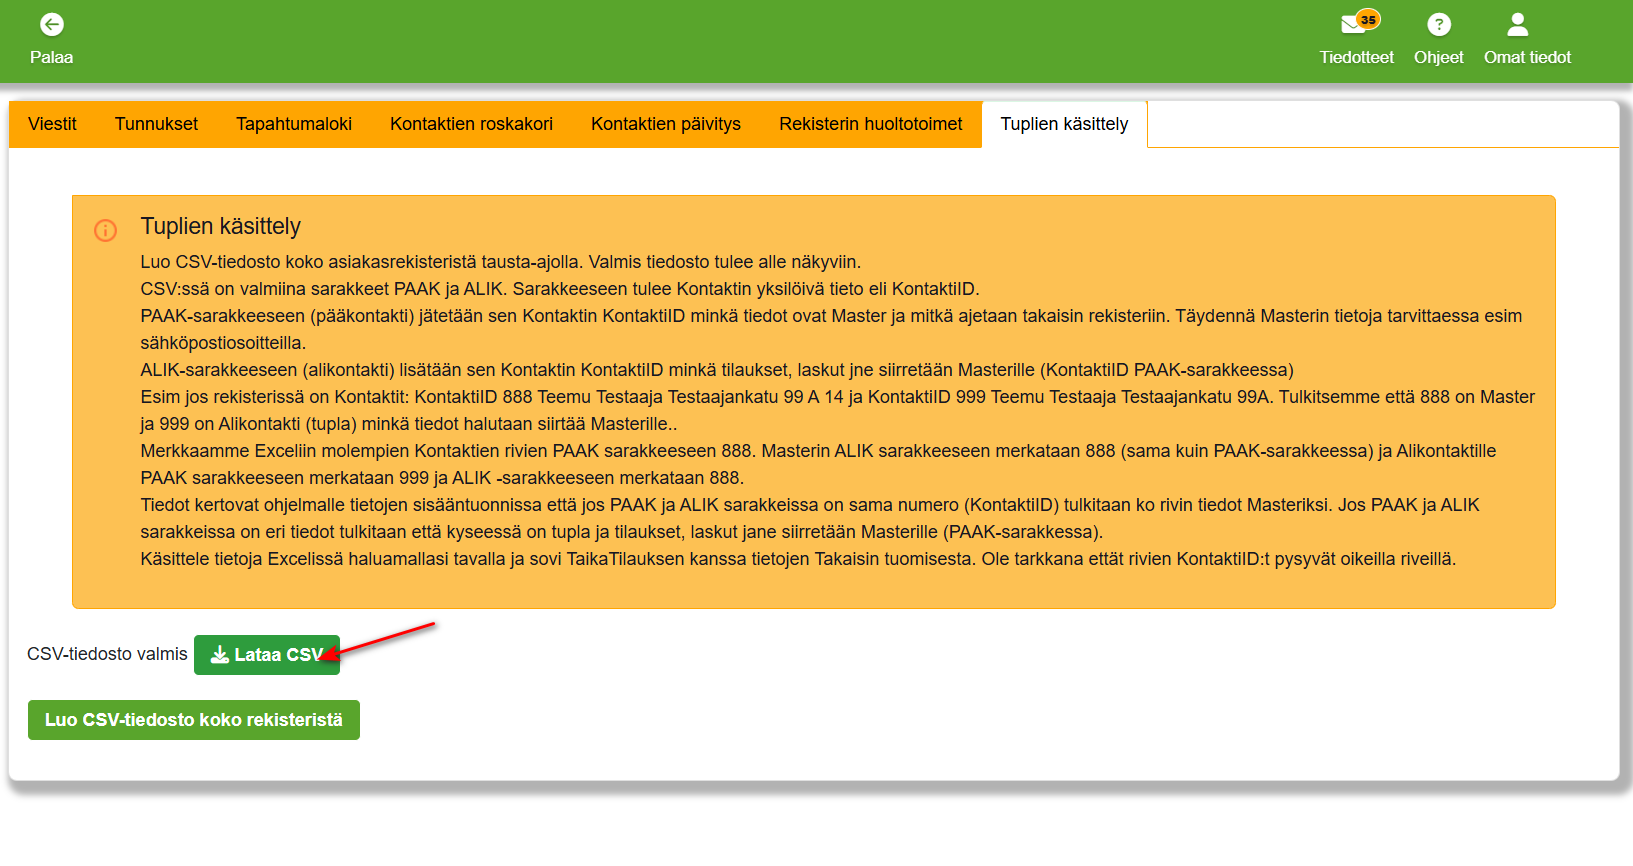 Palaa
35
Tiedotteet Ohjeet Omat tiedot
Viestit Tunnukset Tapahtumaloki Kontaktien roskakori Kontaktien päivitys Rekisterin huoltotoimet Tuplien käsittely
Tuplien käsittely
Luo CSV-tiedosto koko asiakasrekisteristä tausta-ajolla. Valmis tiedosto tulee alle näkyviin.
CSV:ssä on valmiina sarakkeet PAAK ja ALIK. Sarakkeeseen tulee Kontaktin yksilöivä tieto eli KontaktiID.
PAAK-sarakkeeseen (pääkontakti) jätetään sen Kontaktin KontaktiID minkä tiedot ovat Master ja mitkä ajetaan takaisin rekisteriin. Täydennä Masterin tietoja tarvittaessa esim
sähköpostiosoitteilla.
ALIK-sarakkeeseen (alikontakti) lisätään sen Kontaktin KontaktiID minkä tilaukset, laskut jne siirretään Masterille (KontaktiID PAAK-sarakkeessa)
Esim jos rekisterissä on Kontaktit: KontaktiID 888 Teemu Testaaja Testaajankatu 99 A 14 ja KontaktiID 999 Teemu Testaaja Testaajankatu 99A. Tulkitsemme että 888 on Master
ja 999 on Alikontakti (tupla) minkä tiedot halutaan siirtää Masterille..
Merkkaamme Exceliin molempien Kontaktien rivien PAAK sarakkeeseen 888. Masterin ALIK sarakkeeseen merkataan 888 (sama kuin PAAK-sarakkeessa) ja Alikontaktille
PAAK sarakkeeseen merkataan 999 ja ALIK -sarakkeeseen merkataan 888.
Tiedot kertovat ohjelmalle tietojen sisääntuonnissa että jos PAAK ja ALIK sarakkeissa on sama numero (KontaktiID) tulkitaan ko rivin tiedot Masteriksi. Jos PAAK ja ALIK
sarakkeissa on eri tiedot tulkitaan että kyseessä on tupla ja tilaukset, laskut jane siirretään Masterille (PAAK-sarakkessa).
Käsittele tietoja Excelissä haluamallasi tavalla ja sovi TaikaTilauksen kanssa tietojen Takaisin tuomisesta. Ole tarkkana ettät rivien KontaktiID:t pysyvät oikeilla riveillä.
CSV-tiedosto valmis Lataa CSV
Luo CSV-tiedosto koko rekisteristä